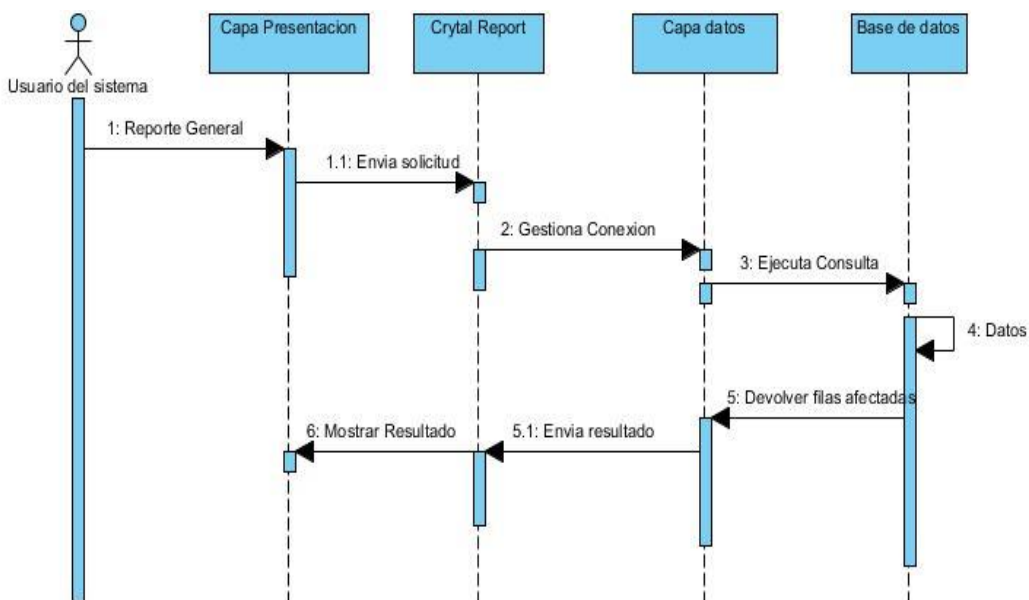 Capa Presentacion
Crytal Report
Capa datos
Base de datos
Usuario del sistema
1: Reporte General
1.1: Envia solicitud
2: Gestiona Conexion
3: Ejecuta Consulta
4: Datos
5: Devolver filas afectadas
6: Mostrar Resultado
5.1: Envia resultado